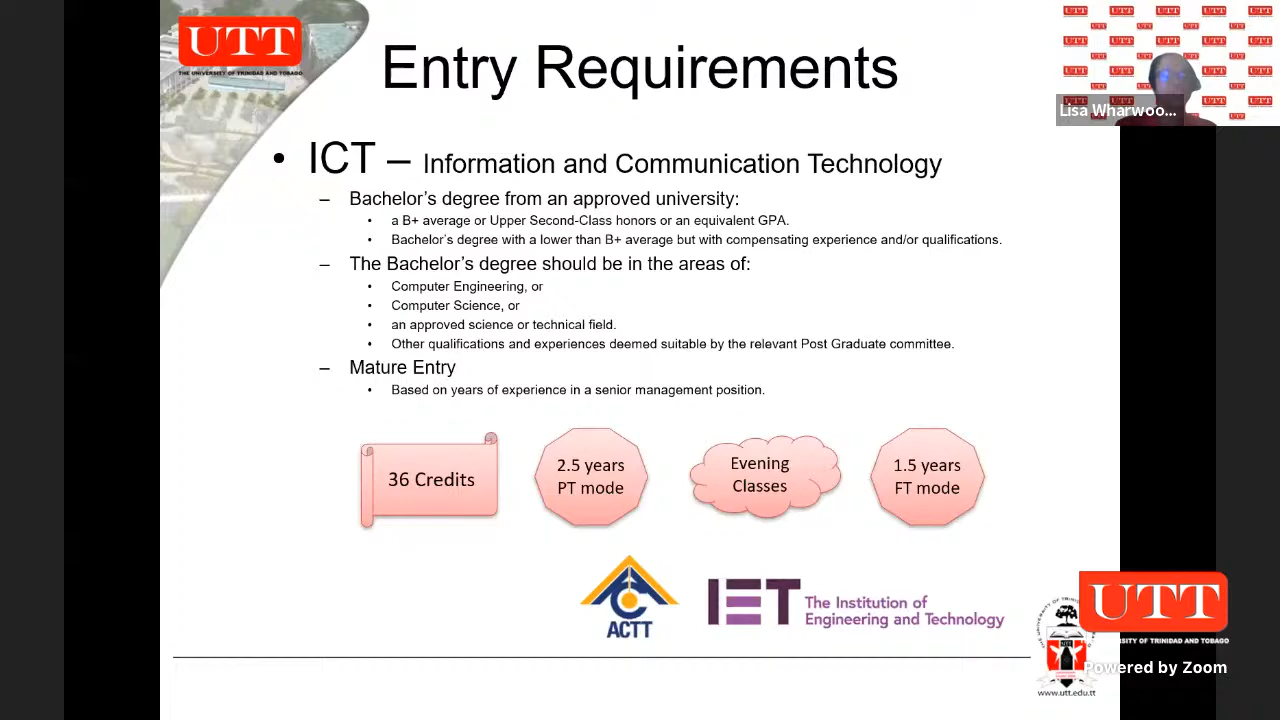 UTT
THE UNIVERSITY OF TRINIDAD AND TOBAGO
Entry Requirements
Lisa Wharwoo...
• ICT – Information and Communication Technology
– Bachelor's degree from an approved university:
• a B+ average or Upper Second-Class honors or an equivalent GPA.
• Bachelor's degree with a lower than B+ average but with compensating experience and/or qualifications.
– The Bachelor's degree should be in the areas of:
• Computer Engineering, or
• Computer Science, or
• an approved science or technical field.
• Other qualifications and experiences deemed suitable by the relevant Post Graduate committee.
– Mature Entry
• Based on years of experience in a senior management position.
36 Credits
2.5 years
PT mode
Evening
Classes
1.5 years
FT mode
ACTT
IET The Institution of
Engineering and Technology
UTT
UNIVERSITY OF TRINIDAD AND TOBAGO
Powered by Zoom
www.utt.edu.tt